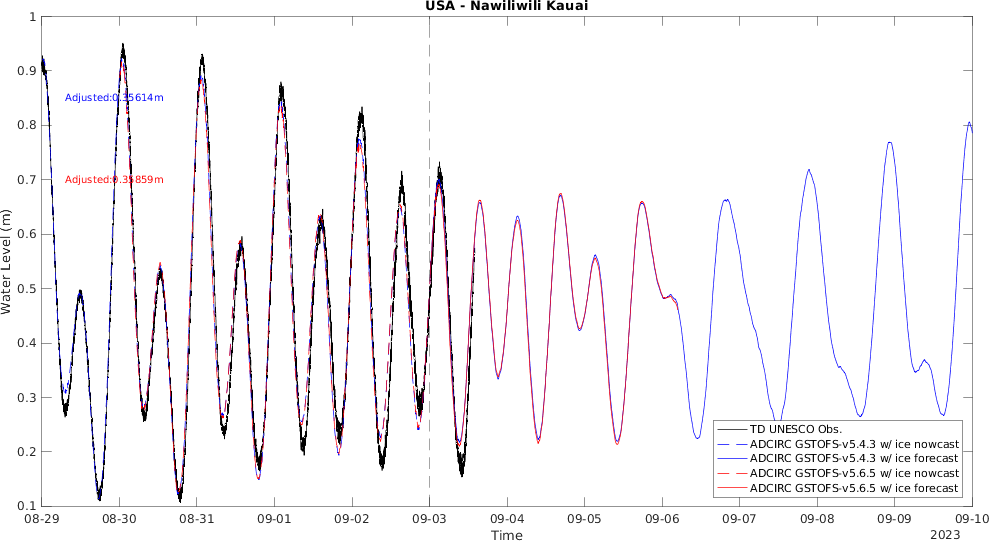 USA - Nawiliwili Kauai
1
0.9
0.8
0.7
0.6
0.5
0.4
0.3
0.2
0.1
Water Level (m)
Adjusted:0.35614m
Adjusted:0.35859m
TD UNESCO Obs.
ADCIRC GSTOFS-v5.4.3 w/ ice nowcast
ADCIRC GSTOFS-v5.4.3 w/ ice forecast
ADCIRC GSTOFS-v5.6.5 w/ ice nowcast
ADCIRC GSTOFS-v5.6.5 w/ ice forecast
08-29 08-30 08-31 09-01 09-02 09-03 09-04 09-05 09-06 09-07 09-08 09-09 09-10
Time
2023